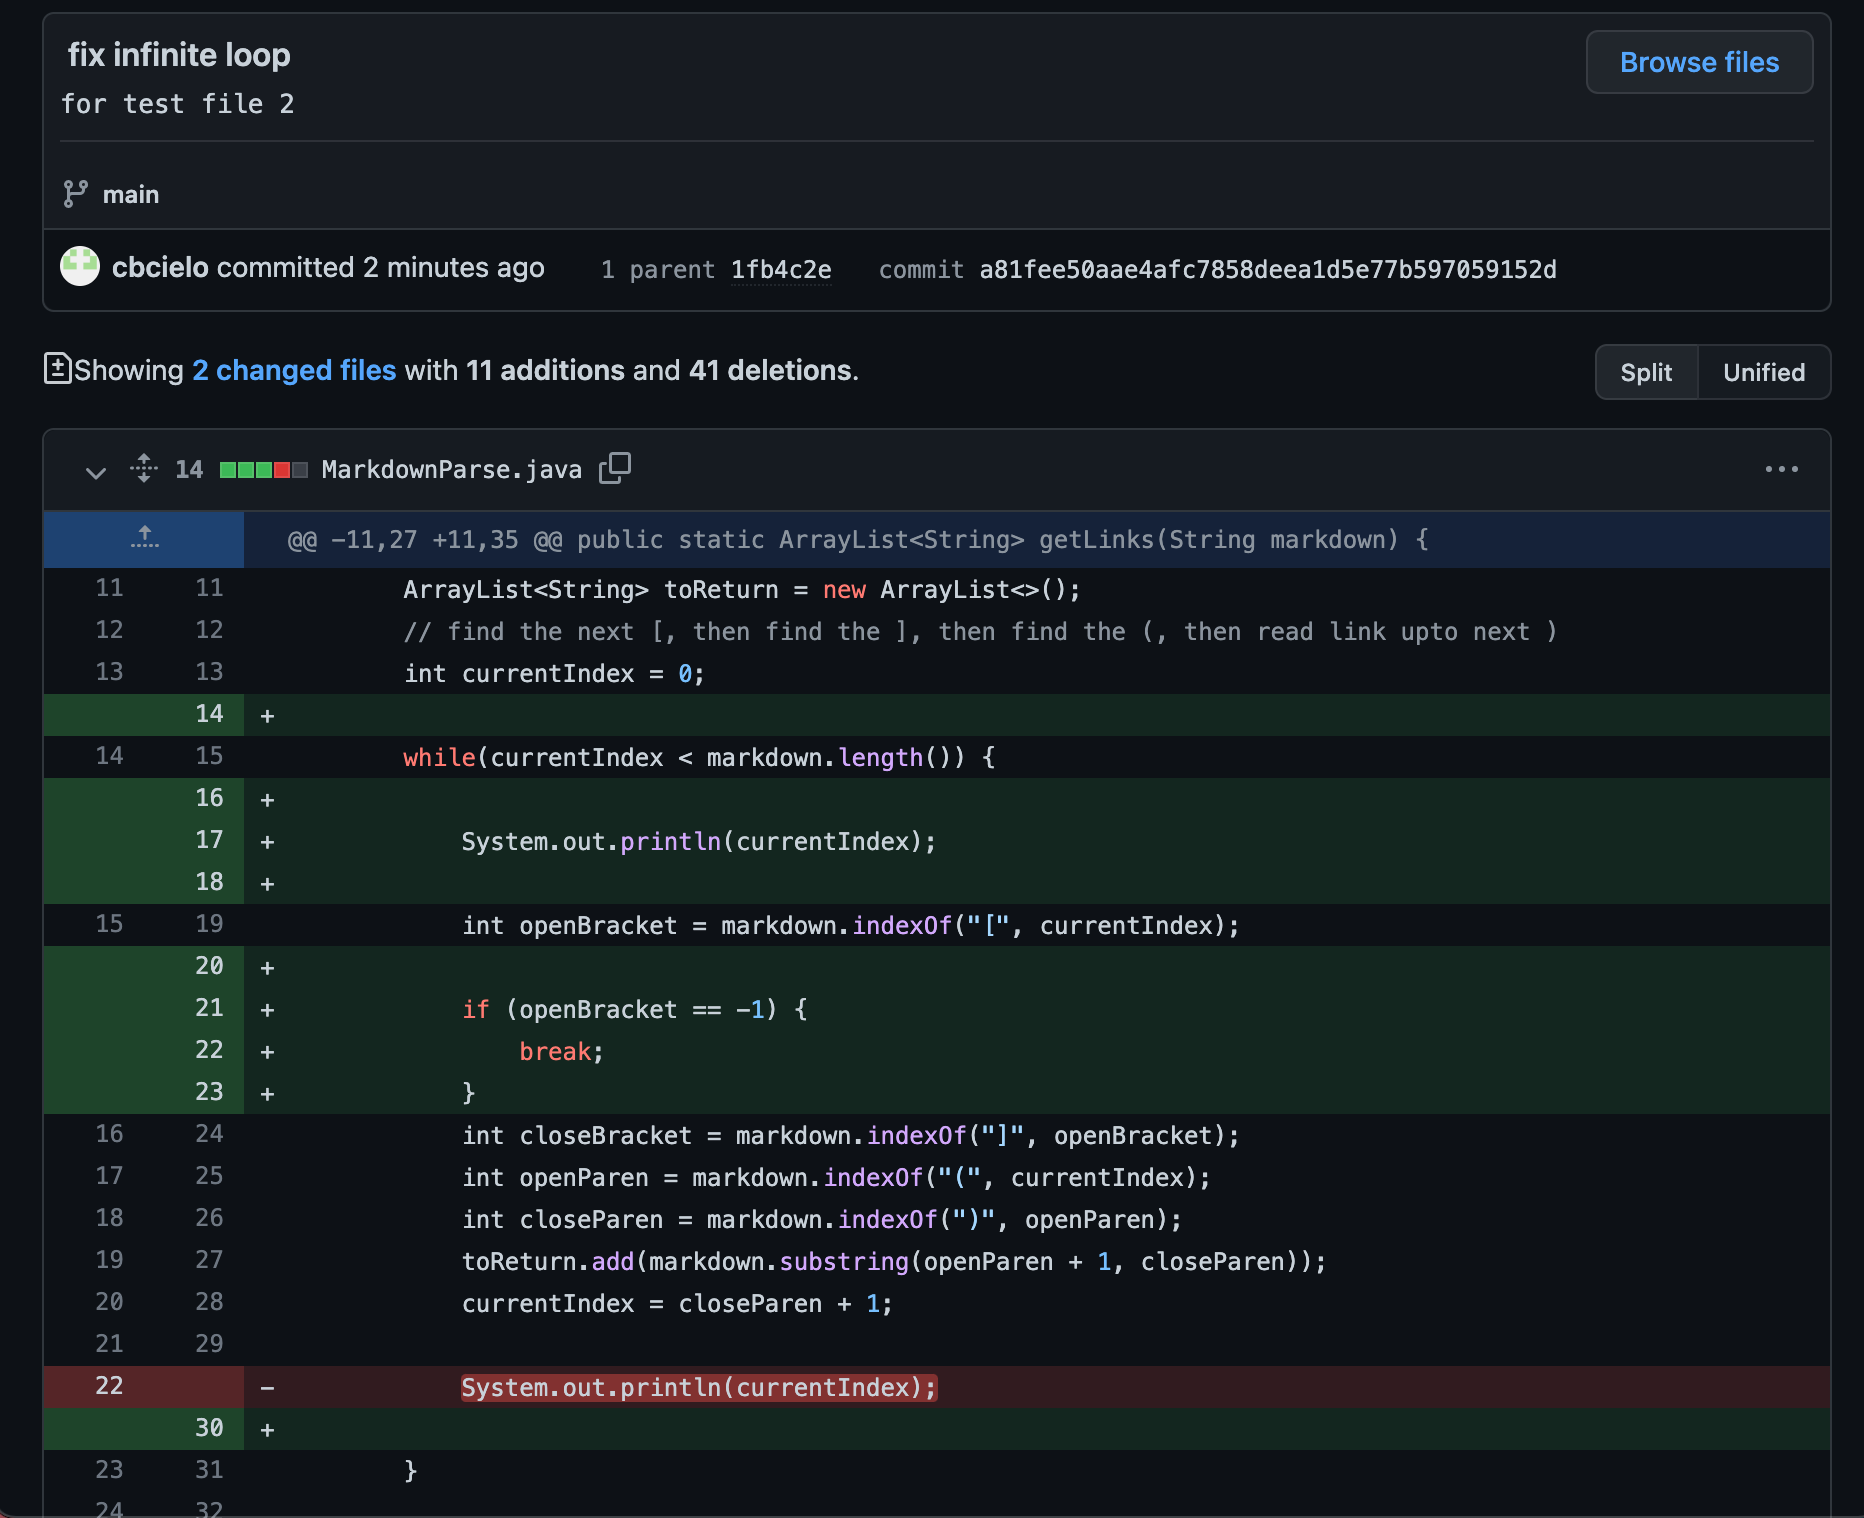 fix infinite loop
Browse files
for test file 2
main
cbcielo committed 2 minutes ago 1 parent 1fb4c2e commit a81fee50aae4afc7858deea1d5e77b597059152d
Showing 2 changed files with 11 additions and 41 deletions.
Split Unified
14 MarkdownParse.java
@@ -11,27 +11,35 @@ public static ArrayList<String> getLinks(String markdown) {
11 11 ArrayList<String> toReturn = new ArrayList<>();
12 12 // find the next [, then find the ], then find the (, then read link upto next )
13 13 int currentIndex = 0;
14 +
14 15 while(currentIndex < markdown.length()) {
16 +
17 + System.out.println(currentIndex);
18 +
15 19 int openBracket = markdown.indexOf("[", currentIndex);
20 +
21 + if (openBracket == -1) {
22 + break;
23 + }
16 24 int closeBracket = markdown.indexOf("]", openBracket);
17 25 int openParen = markdown.indexOf("(", currentIndex);
18 26 int closeParen = markdown.indexOf(")", openParen);
19 27 toReturn.add(markdown.substring(openParen + 1, closeParen));
20 28 currentIndex = closeParen + 1;
21 29
22 - System.out.println(currentIndex);
30 +
23 31 }
24 32